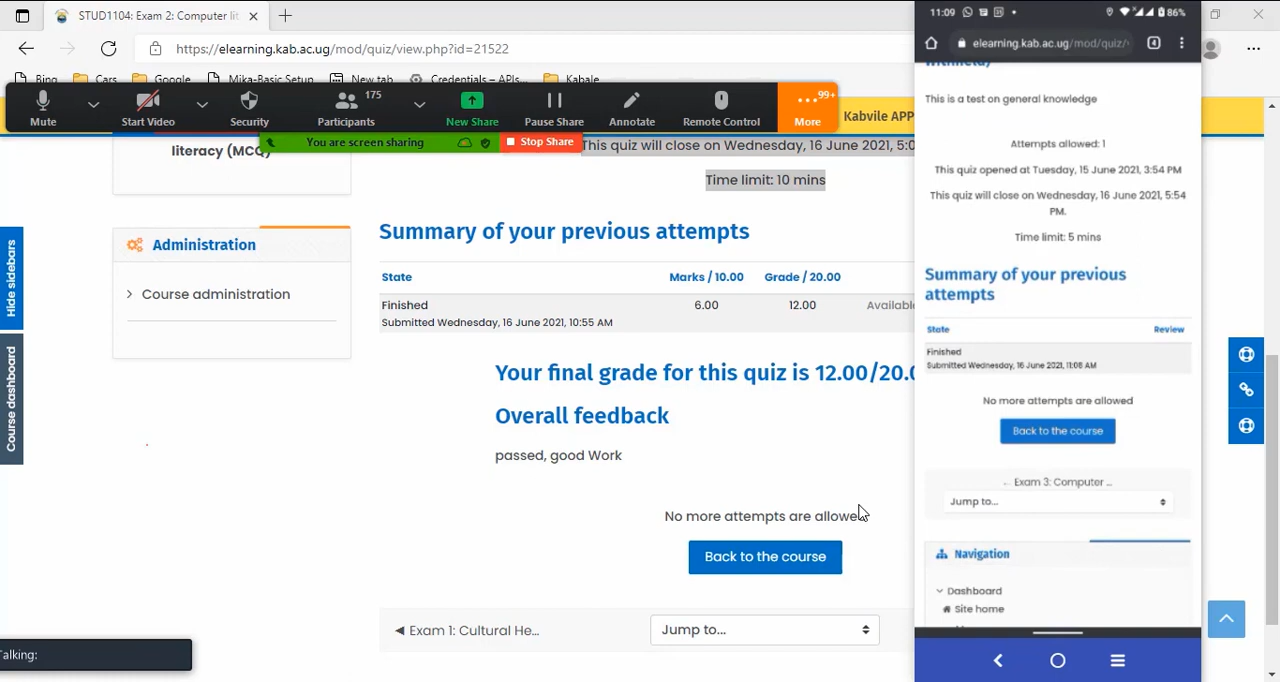 STUD1104: Exam 2: Computer lit
https://elearning.kab.ac.ug/mod/quiz/view.php?id=21522
Bing
Cars
Google
Mika-Basic Setup
New tab
Credentials – APIs...
Kabale
Mute
Start Video
Security
Participants
175
New Share
Pause Share
Annotate
Remote Control
99+
More
Kabvile APP
You are screen sharing
Stop Share
literacy (MCQ)
This quiz will close on Wednesday, 16 June 2021, 5:0
Time limit: 10 mins
Hide sidebars
Course dashboard
Administration
Course administration
Summary of your previous attempts
State
Marks / 10.00
Grade / 20.00
Finished
6.00
12.00
Availabl
Submitted Wednesday, 16 June 2021, 10:55 AM
Your final grade for this quiz is 12.00/20.0
Overall feedback
passed, good Work
No more attempts are allowe
Back to the course
◄ Exam 1: Cultural He...
Jump to...
Talking:
11:09
86%
elearning.kab.ac.ug/mod/quiz/
4
withheld)
This is a test on general knowledge
Attempts allowed: 1
This quiz opened at Tuesday, 15 June 2021, 3:54 PM
This quiz will close on Wednesday, 16 June 2021, 5:54
PM.
Time limit: 5 mins
Summary of your previous
attempts
State
Review
Finished
Submitted Wednesday, 16 June 2021, 11:08 AM
No more attempts are allowed
Back to the course
Exam 3: Computer ...
Jump to...
Navigation
Dashboard
Site home